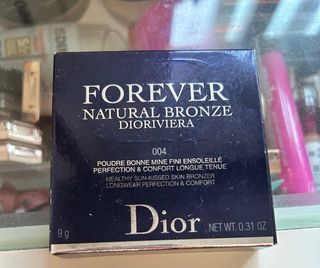 FOREVER
NATURAL BRONZE
DIORIVIERA
004
POUDRE BONNE MINE FINI ENSOLEILLÉ
PERFECTION & CONFORT LONGUE TENUE
HEALTHY SUN-KISSED SKIN BRONZER
LONGWEAR PERFECTION & COMFORT
9 g
Dior
NET WT. 0.31 OZ